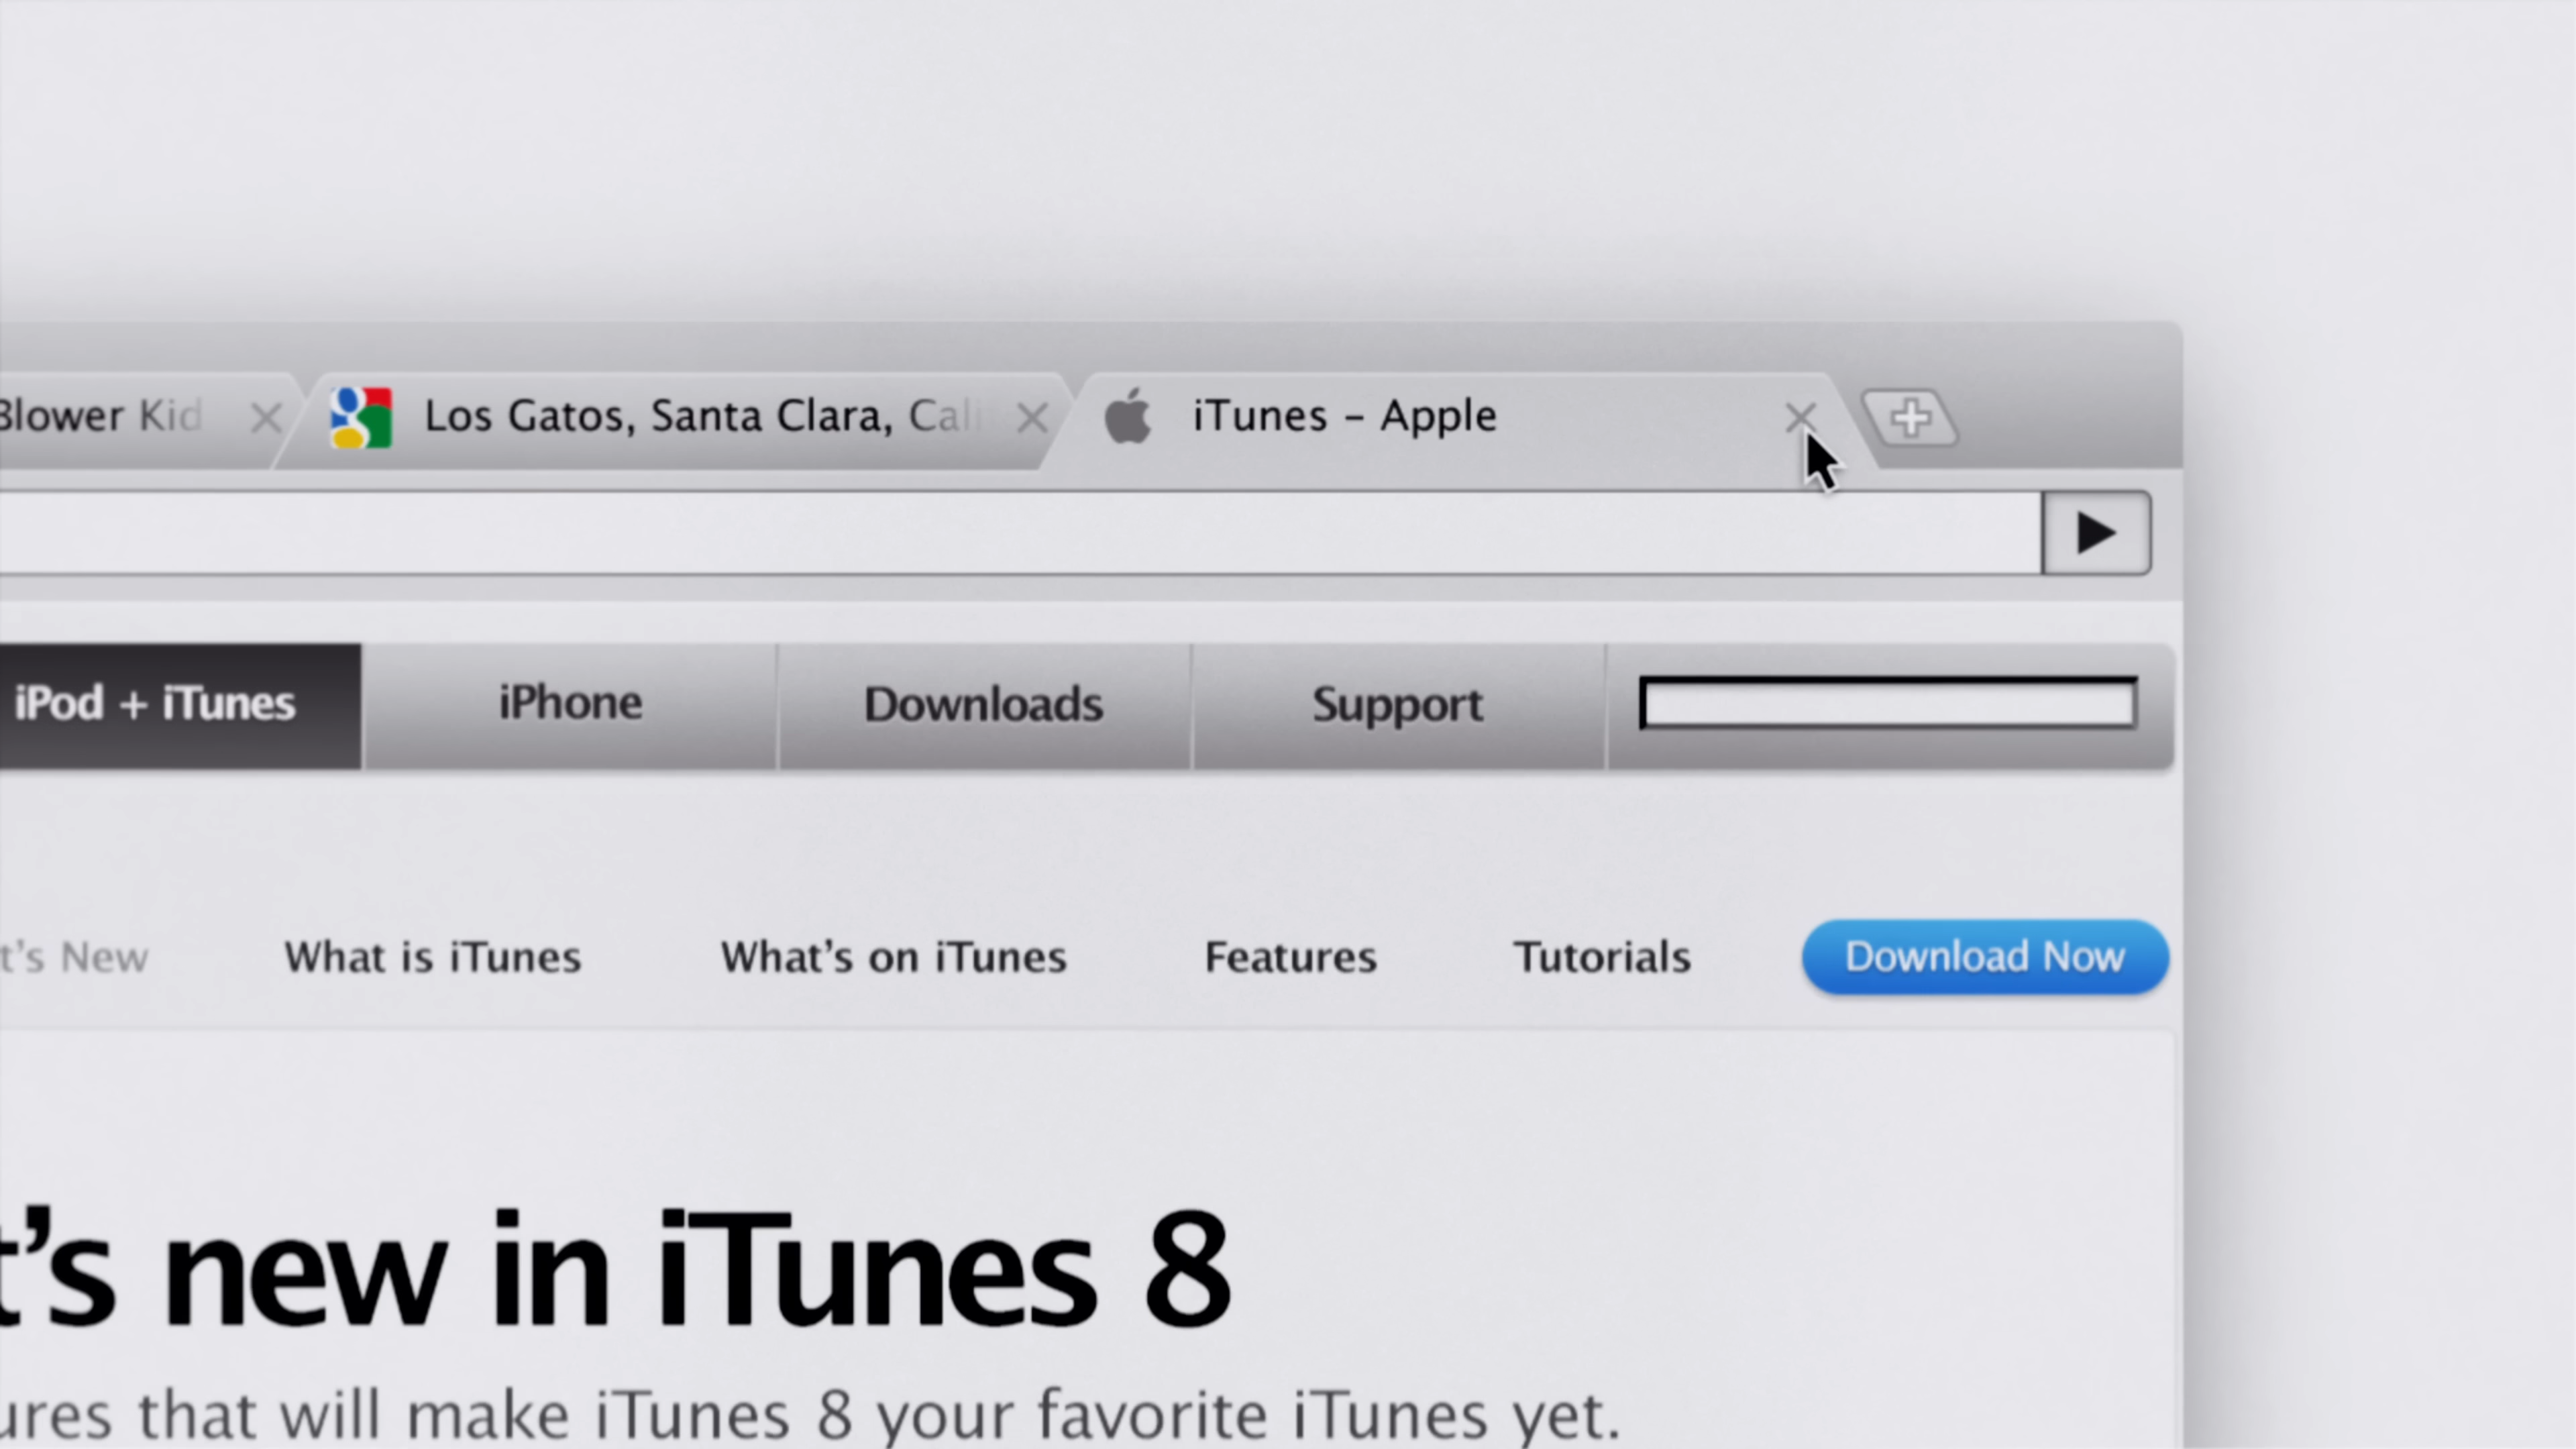 Blower Kid
Los Gatos, Santa Clara, Cali
iTunes – Apple
iPod + iTunes
iPhone
Downloads
Support
t's New
What is iTunes
What's on iTunes
Features
Tutorials
Download Now
t's new in iTunes 8
ures that will make iTunes 8 your favorite iTunes yet.